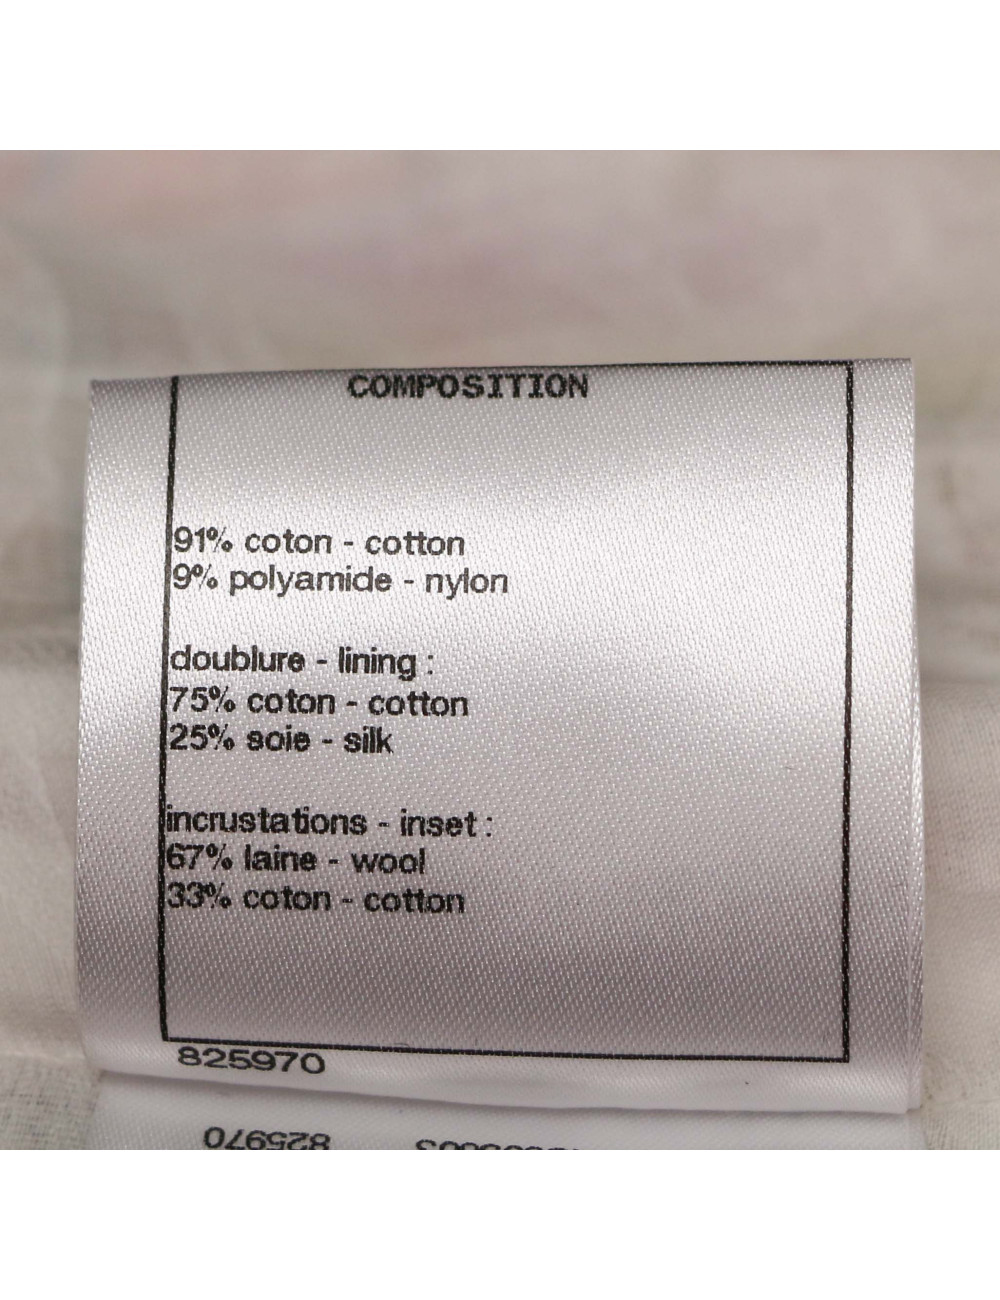 COMPOSITION
91% coton - cotton
9% polyamide - nylon
doublure - lining :
75% coton - cotton
25% soie - silk
incrustations - inset :
67% laine - wool
33% coton - cotton
825970
825970